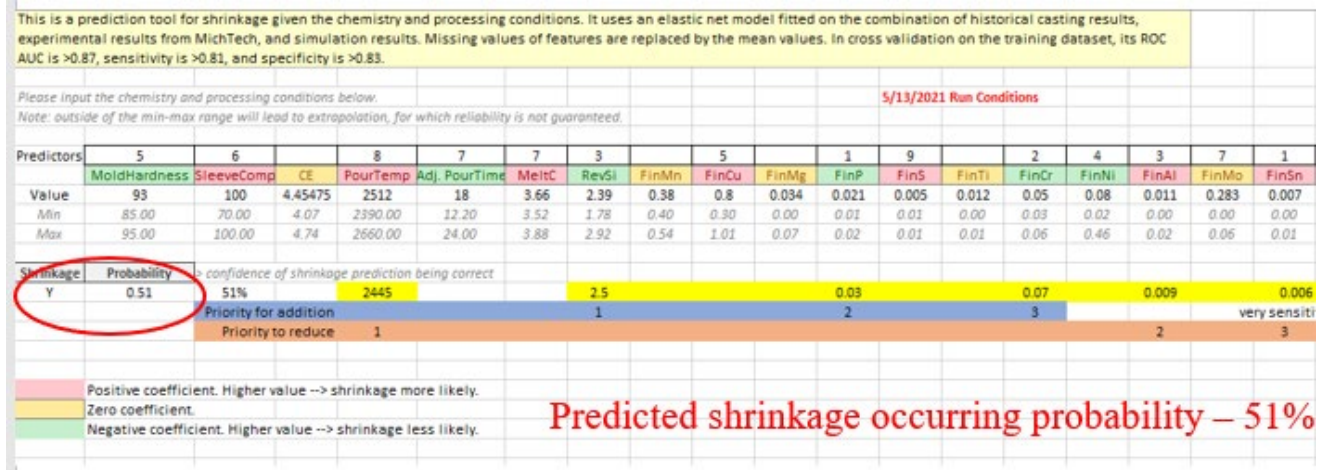 This is a prediction tool for shrinkage given the chemistry and processing conditions. It uses an elastic net model fitted on the combination of historical casting results,
experimental results from MichTech, and simulation results. Missing values of features are replaced by the mean values. In cross validation on the training dataset, its ROC
AUC is >0.87, sensitivity is >0.81, and specificity is >0.83.
Please input the chemistry and processing conditions below. 5/13/2021 Run Conditions
Note: outside of the min-max range will lead to extrapolation, for which reliability is not guaranteed.
Predictors 5 6 8 7 7 3 5 1 9 2 4 3 7 1
MoldHardness SleeveComp CE PourTemp Adj. PourTime MeltC RevSi FinMn FinCu FinMg FinP FinS FinTi FinCr FinNi FinAl FinMo FinSn
Value 93 100 4.45475 2512 18 3.66 2.39 0.38 0.8 0.034 0.021 0.005 0.012 0.05 0.08 0.011 0.283 0.007
Min 85.00 70.00 4.07 2390.00 12.20 3.52 1.78 0.40 0.30 0.00 0.01 0.01 0.00 0.03 0.02 0.00 0.00 0.00
Max 95.00 100.00 4.74 2660.00 24.00 3.88 2.92 0.54 1.01 0.07 0.02 0.01 0.01 0.06 0.46 0.02 0.06 0.01
Shrinkage Probability > confidence of shrinkage prediction being correct
Y 0.51 51% 2445 2.5 0.03 0.07 0.009 0.006
Priority for addition 1 2 3 very sensiti
Priority to reduce 1 2 3
Positive coefficient. Higher value --> shrinkage more likely.
Zero coefficient.
Negative coefficient. Higher value --> shrinkage less likely.
Predicted shrinkage occurring probability – 51%